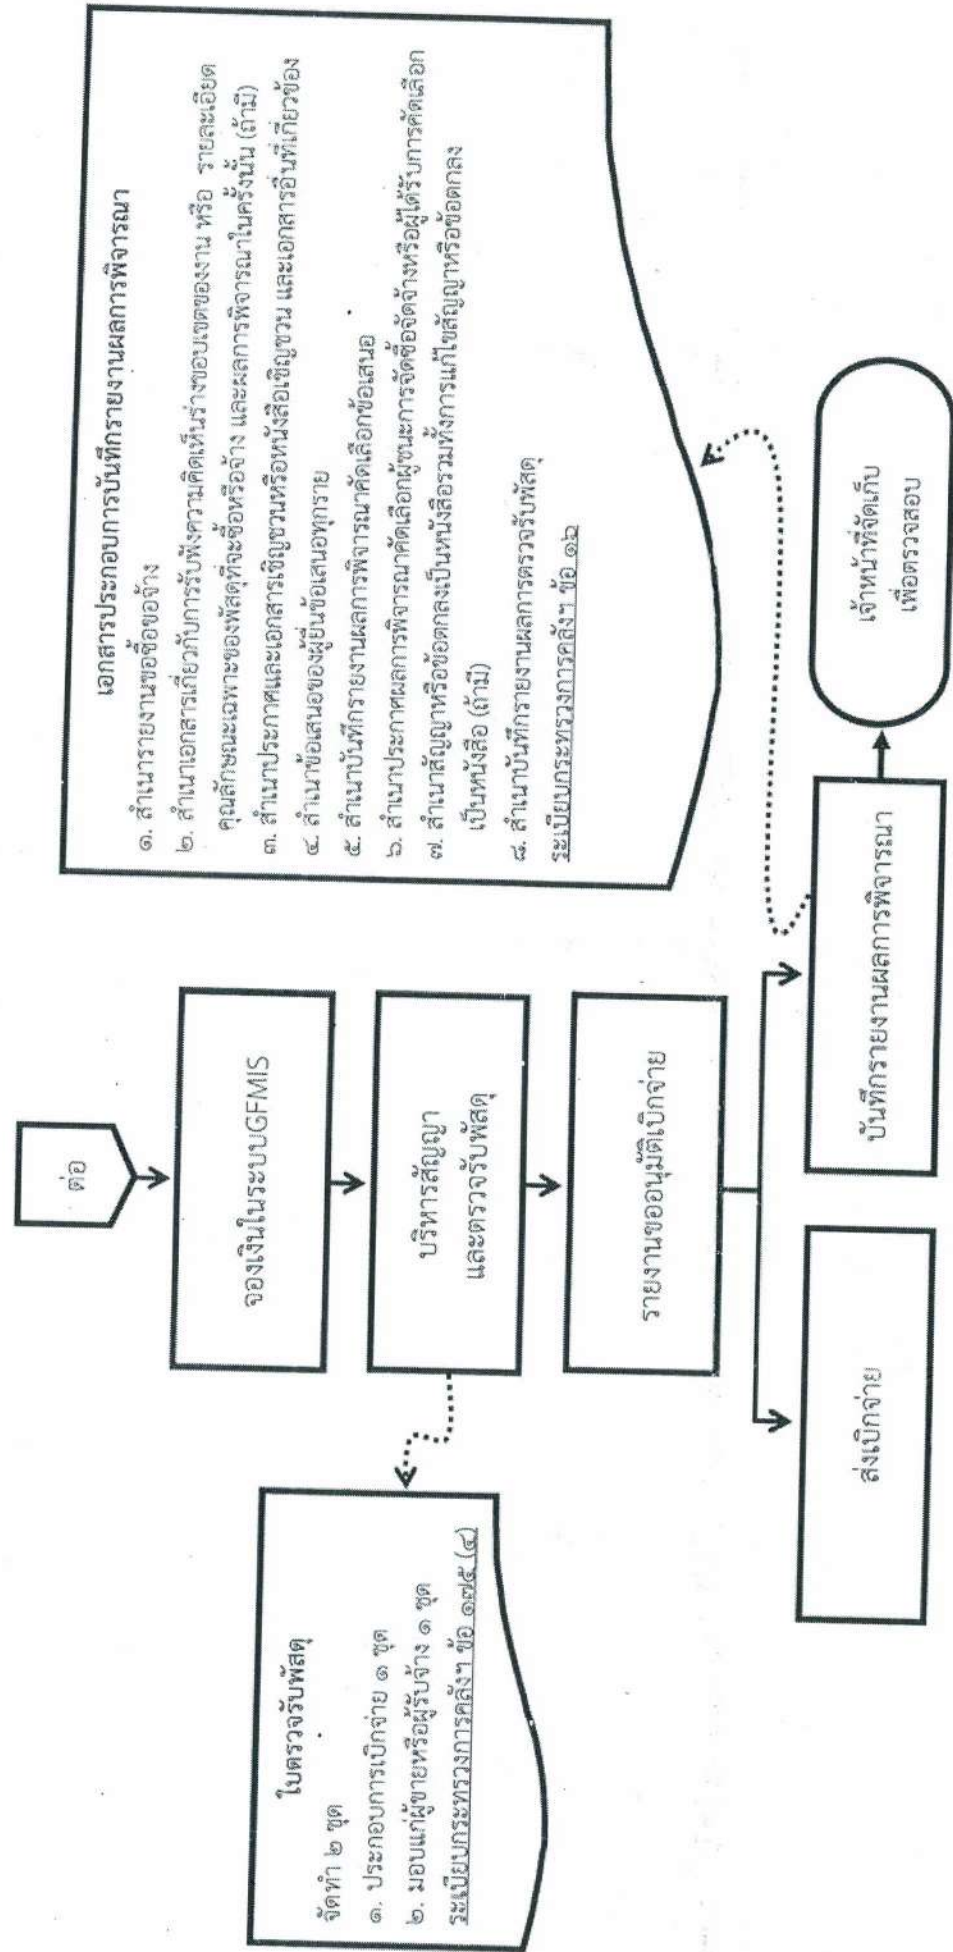 ต่อ
จองเงินในระบบGFMIS
บริหารสัญญา
และตรวจรับพัสดุ
รายงานขออนุมัติเบิกจ่าย
ส่งเบิกจ่าย
บันทึกรายงานผลการพิจารณา
เจ้าหน้าที่จัดเก็บ
เพื่อตรวจสอบ
ใบตรวจรับพัสดุ
จัดทำ ๒ ชุด
๑. ประกอบการเบิกจ่าย ๑ ชุด
๒. มอบแก่ผู้ขายหรือผู้รับจ้าง ๑ ชุด
ระเบียบกระทรวงการคลังฯ ข้อ ๑๗๕ (๔)
เอกสารประกอบการบันทึกรายงานผลการพิจารณา
๑. สำเนารายงานขอซื้อขอจ้าง
๒. สำเนาเอกสารเกี่ยวกับการรับฟังความคิดเห็นร่างขอบเขตของงาน หรือ รายละเอียด
คุณลักษณะเฉพาะของพัสดุที่จะซื้อหรือจ้าง และผลการพิจารณาในครั้งนั้น (ถ้ามี)
๓. สำเนาประกาศและเอกสารเชิญชวนหรือหนังสือเชิญชวน และเอกสารอื่นที่เกี่ยวข้อง
๔. สำเนาข้อเสนอของผู้ยื่นข้อเสนอทุกราย
๕. สำเนาบันทึกรายงานผลการพิจารณาคัดเลือกข้อเสนอ
๖. สำเนาประกาศผลการพิจารณาคัดเลือกผู้ชนะการจัดซื้อจัดจ้างหรือผู้ได้รับการคัดเลือก
๗. สำเนาสัญญาหรือข้อตกลงเป็นหนังสือรวมทั้งการแก้ไขสัญญาหรือข้อตกลง
เป็นหนังสือ (ถ้ามี)
๘. สำเนาบันทึกรายงานผลการตรวจรับพัสดุ
ระเบียบกระทรวงการคลังฯ ข้อ ๑๖